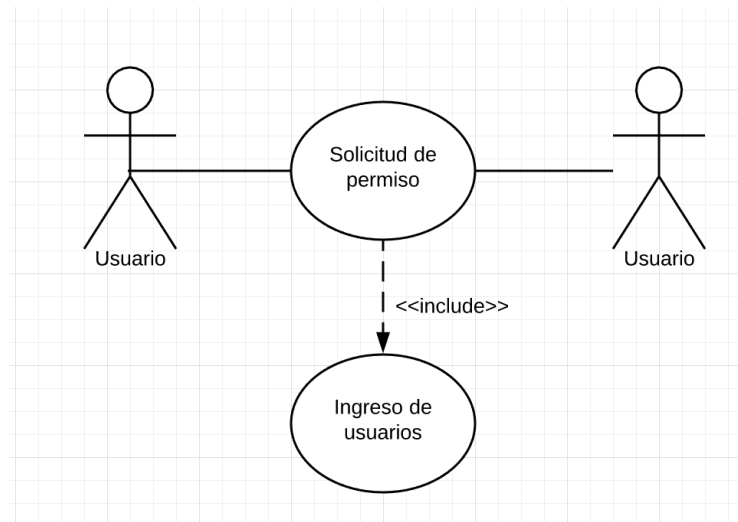 Solicitud de
permiso
Usuario
Usuario
<<include>>
Ingreso de
usuarios